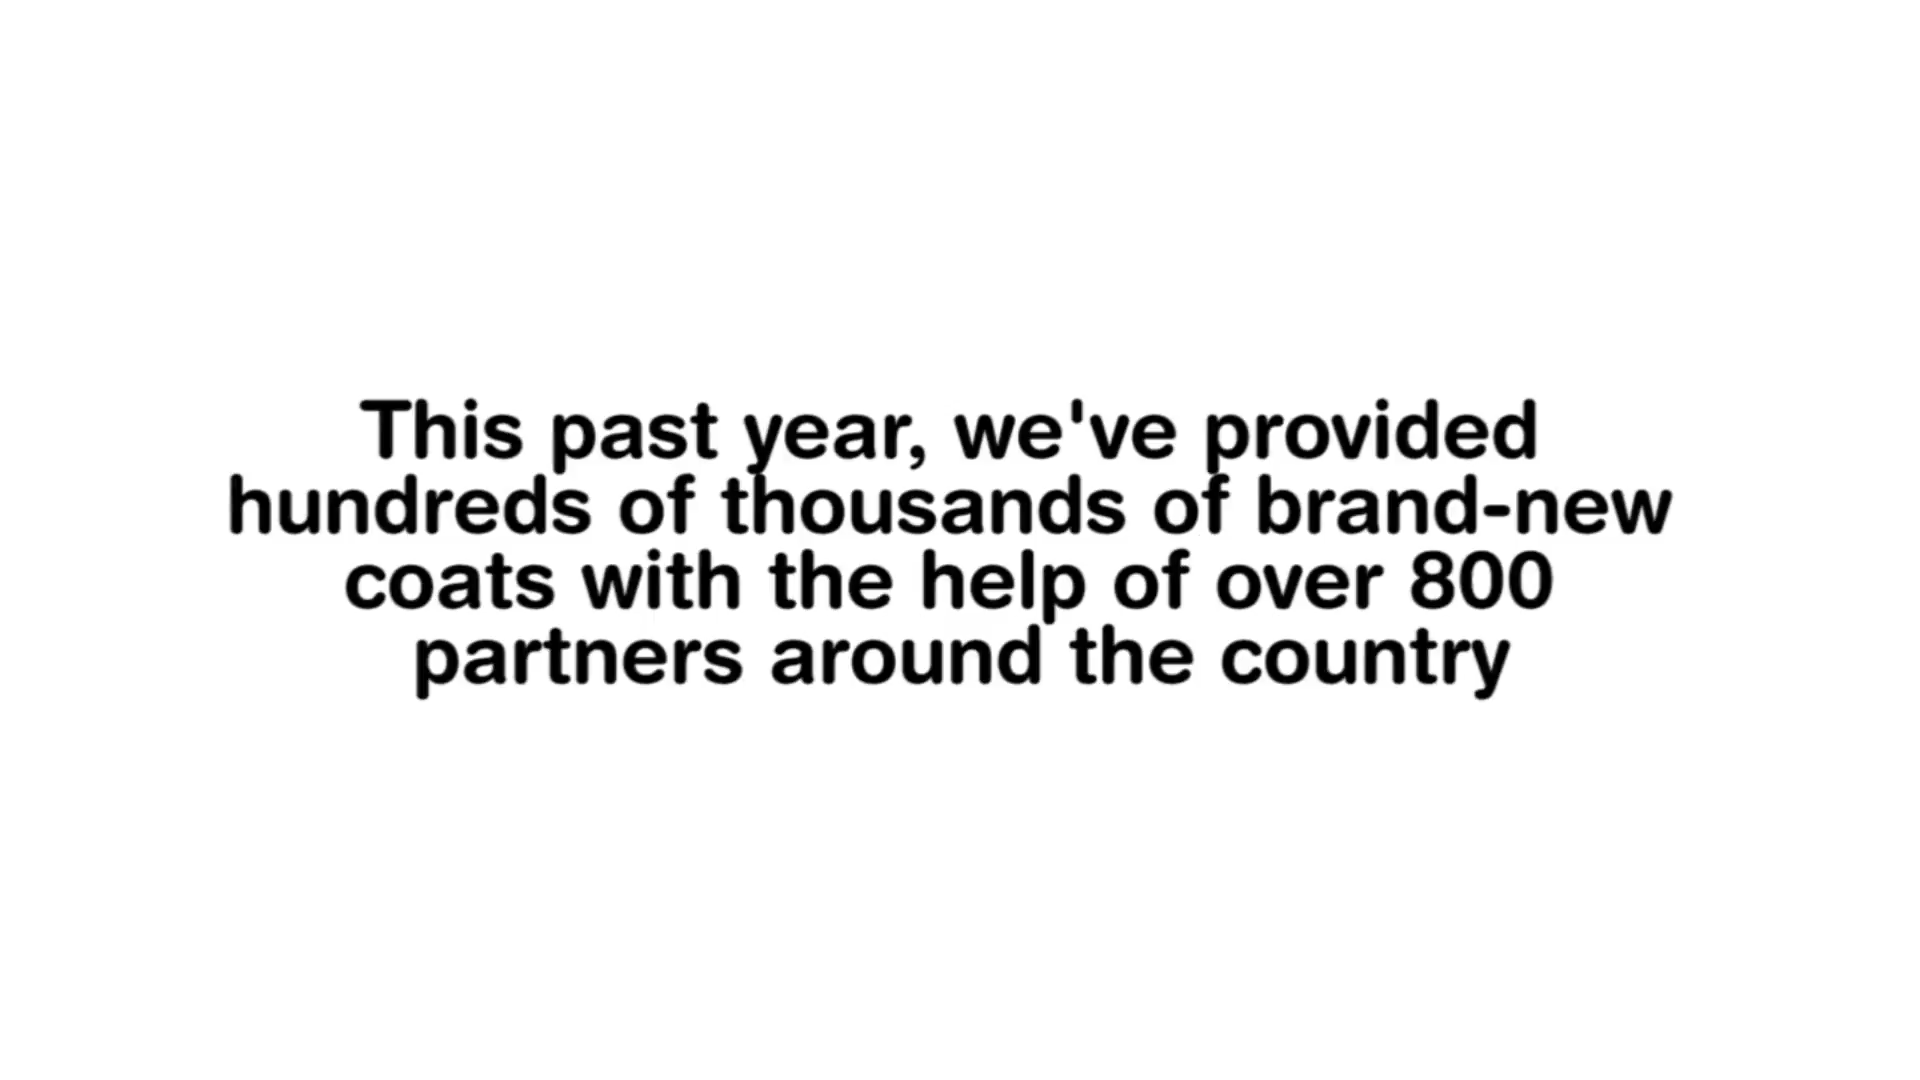 This past year, we've provided
hundreds of thousands of brand-new
coats with the help of over 800
partners around the country